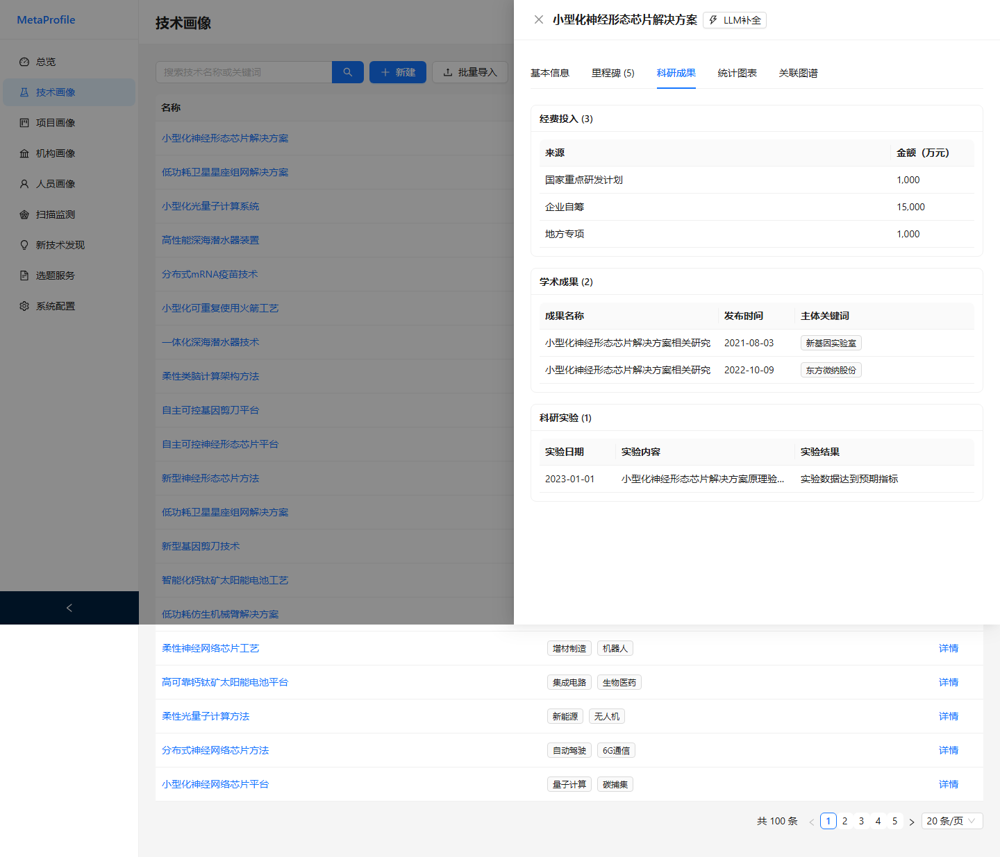 MetaProfile
总览
技术画像
项目画像
机构画像
人员画像
扫描监测
新技术发现
选题服务
系统配置
技术画像
搜索技术名称或关键词
新建
批量导入
名称
小型化神经形态芯片解决方案
低功耗卫星星座组网解决方案
小型化光量子计算系统
高性能深海潜水器装置
分布式mRNA疫苗技术
小型化可重复使用火箭工艺
一体化深海潜水器技术
柔性类脑计算架构方法
自主可控基因剪刀平台
自主可控神经形态芯片平台
新型神经形态芯片方法
低功耗卫星星座组网解决方案
新型基因剪刀技术
智能化钙钛矿太阳能电池工艺
低功耗仿生机械臂解决方案
柔性神经网络芯片工艺 增材制造 机器人 详情
高可靠钙钛矿太阳能电池平台 集成电路 生物医药 详情
柔性光量子计算方法 新能源 无人机 详情
分布式神经网络芯片方法 自动驾驶 6G通信 详情
小型化神经网络芯片平台 量子计算 碳捕集 详情
共 100 条 < 1 2 3 4 5 > 20 条/页
小型化神经形态芯片解决方案 LLM补全
基本信息 里程碑 (5) 科研成果 统计图表 关联图谱
经费投入 (3)
来源 金额（万元）
国家重点研发计划 1,000
企业自筹 15,000
地方专项 1,000
学术成果 (2)
成果名称 发布时间 主体关键词
小型化神经形态芯片解决方案相关研究 2021-08-03 新基因实验室
小型化神经形态芯片解决方案相关研究 2022-10-09 东方微纳股份
科研实验 (1)
实验日期 实验内容 实验结果
2023-01-01 小型化神经形态芯片解决方案原理验... 实验数据达到预期指标